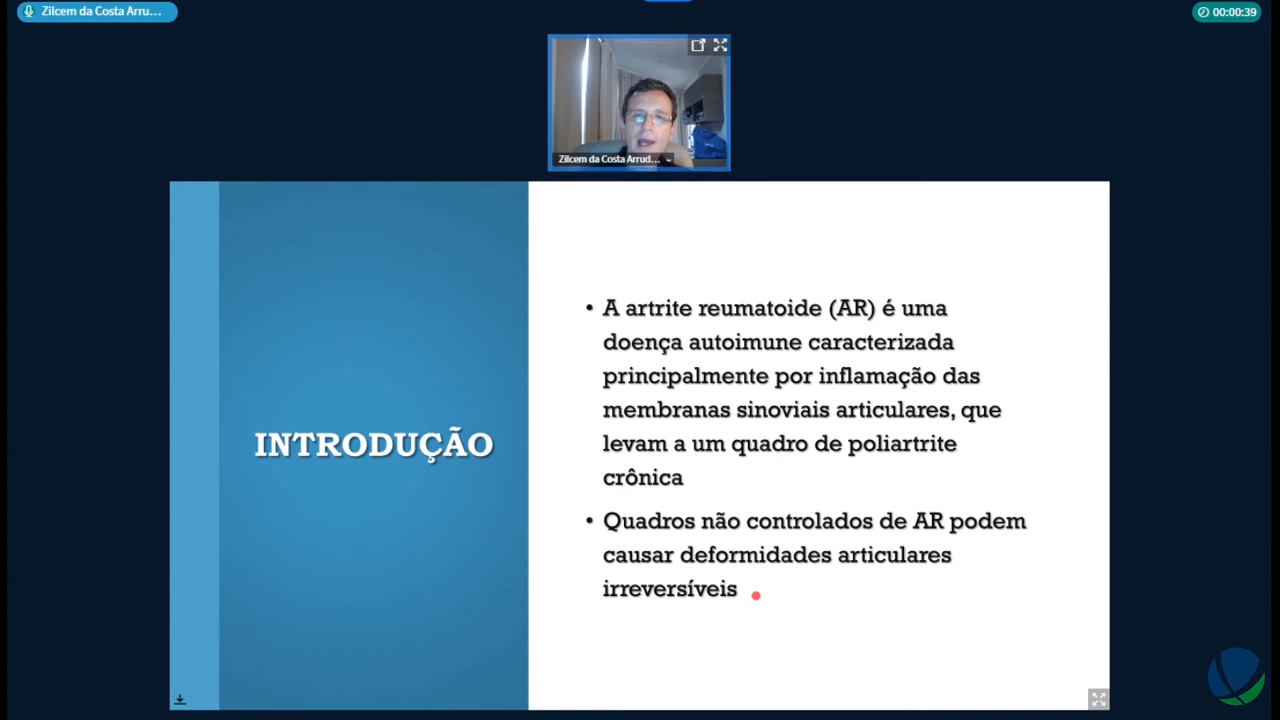 Zilcem da Costa Arru...
00:00:39
Zilcem da Costa Arrud...
INTRODUÇÃO
• A artrite reumatoide (AR) é uma
doença autoimune caracterizada
principalmente por inflamação das
membranas sinoviais articulares, que
levam a um quadro de poliartrite
crônica
• Quadros não controlados de AR podem
causar deformidades articulares
irreversíveis